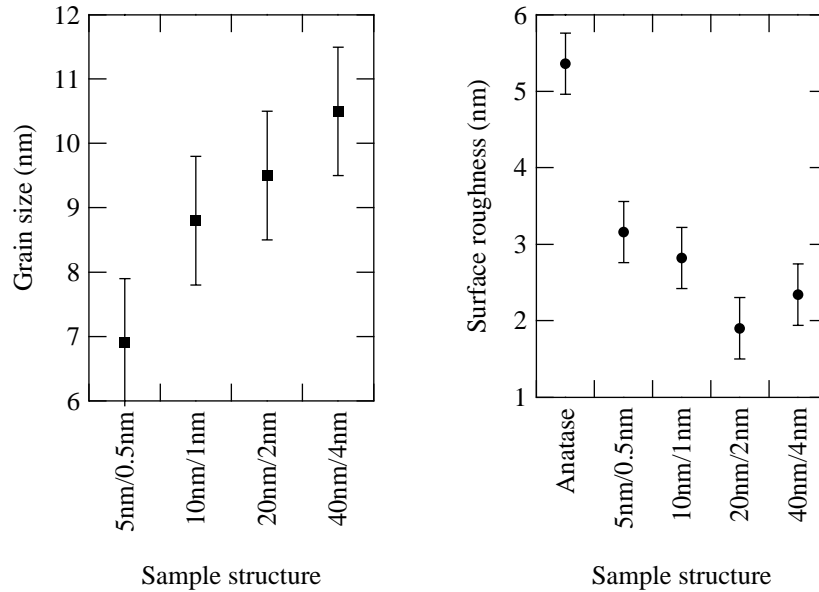 12
11
10
9
8
7
6
Grain size (nm)
5nm/0.5nm
10nm/1nm
20nm/2nm
40nm/4nm
Sample structure
6
5
4
3
2
1
Surface roughness (nm)
Anatase
5nm/0.5nm
10nm/1nm
20nm/2nm
40nm/4nm
Sample structure